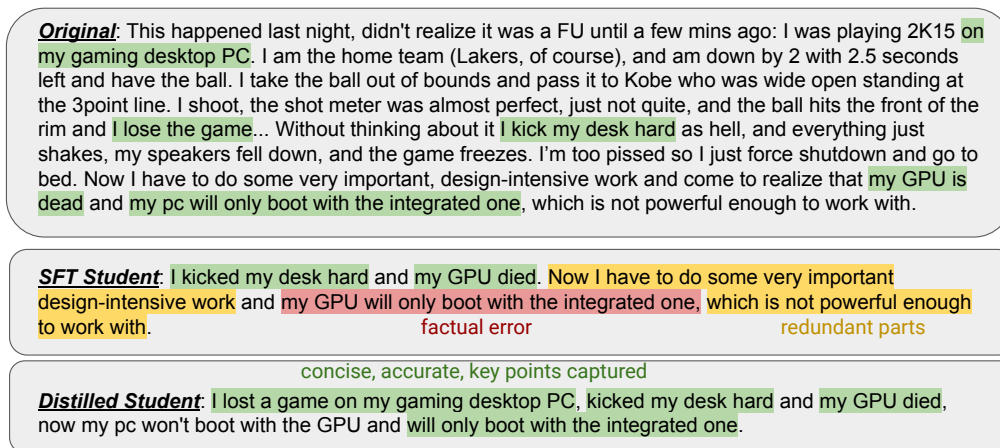 Original: This happened last night, didn't realize it was a FU until a few mins ago: I was playing 2K15 on
my gaming desktop PC. I am the home team (Lakers, of course), and am down by 2 with 2.5 seconds
left and have the ball. I take the ball out of bounds and pass it to Kobe who was wide open standing at
the 3point line. I shoot, the shot meter was almost perfect, just not quite, and the ball hits the front of the
rim and I lose the game... Without thinking about it I kick my desk hard as hell, and everything just
shakes, my speakers fell down, and the game freezes. I'm too pissed so I just force shutdown and go to
bed. Now I have to do some very important, design-intensive work and come to realize that my GPU is
dead and my pc will only boot with the integrated one, which is not powerful enough to work with.
SFT Student: I kicked my desk hard and my GPU died. Now I have to do some very important
design-intensive work and my GPU will only boot with the integrated one, which is not powerful enough
to work with.
factual error
redundant parts
concise, accurate, key points captured
Distilled Student: I lost a game on my gaming desktop PC, kicked my desk hard and my GPU died,
now my pc won't boot with the GPU and will only boot with the integrated one.